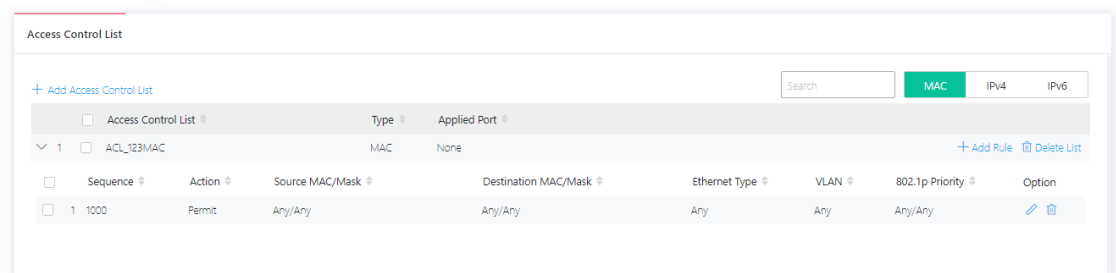 Access Control List
+ Add Access Control List
Search
MAC IPv4 IPv6
Access Control List Type Applied Port
1 ACL_123MAC MAC None + Add Rule Delete List
Sequence Action Source MAC/Mask Destination MAC/Mask Ethernet Type VLAN 802.1p Priority Option
1 1000 Permit Any/Any Any/Any Any Any Any/Any